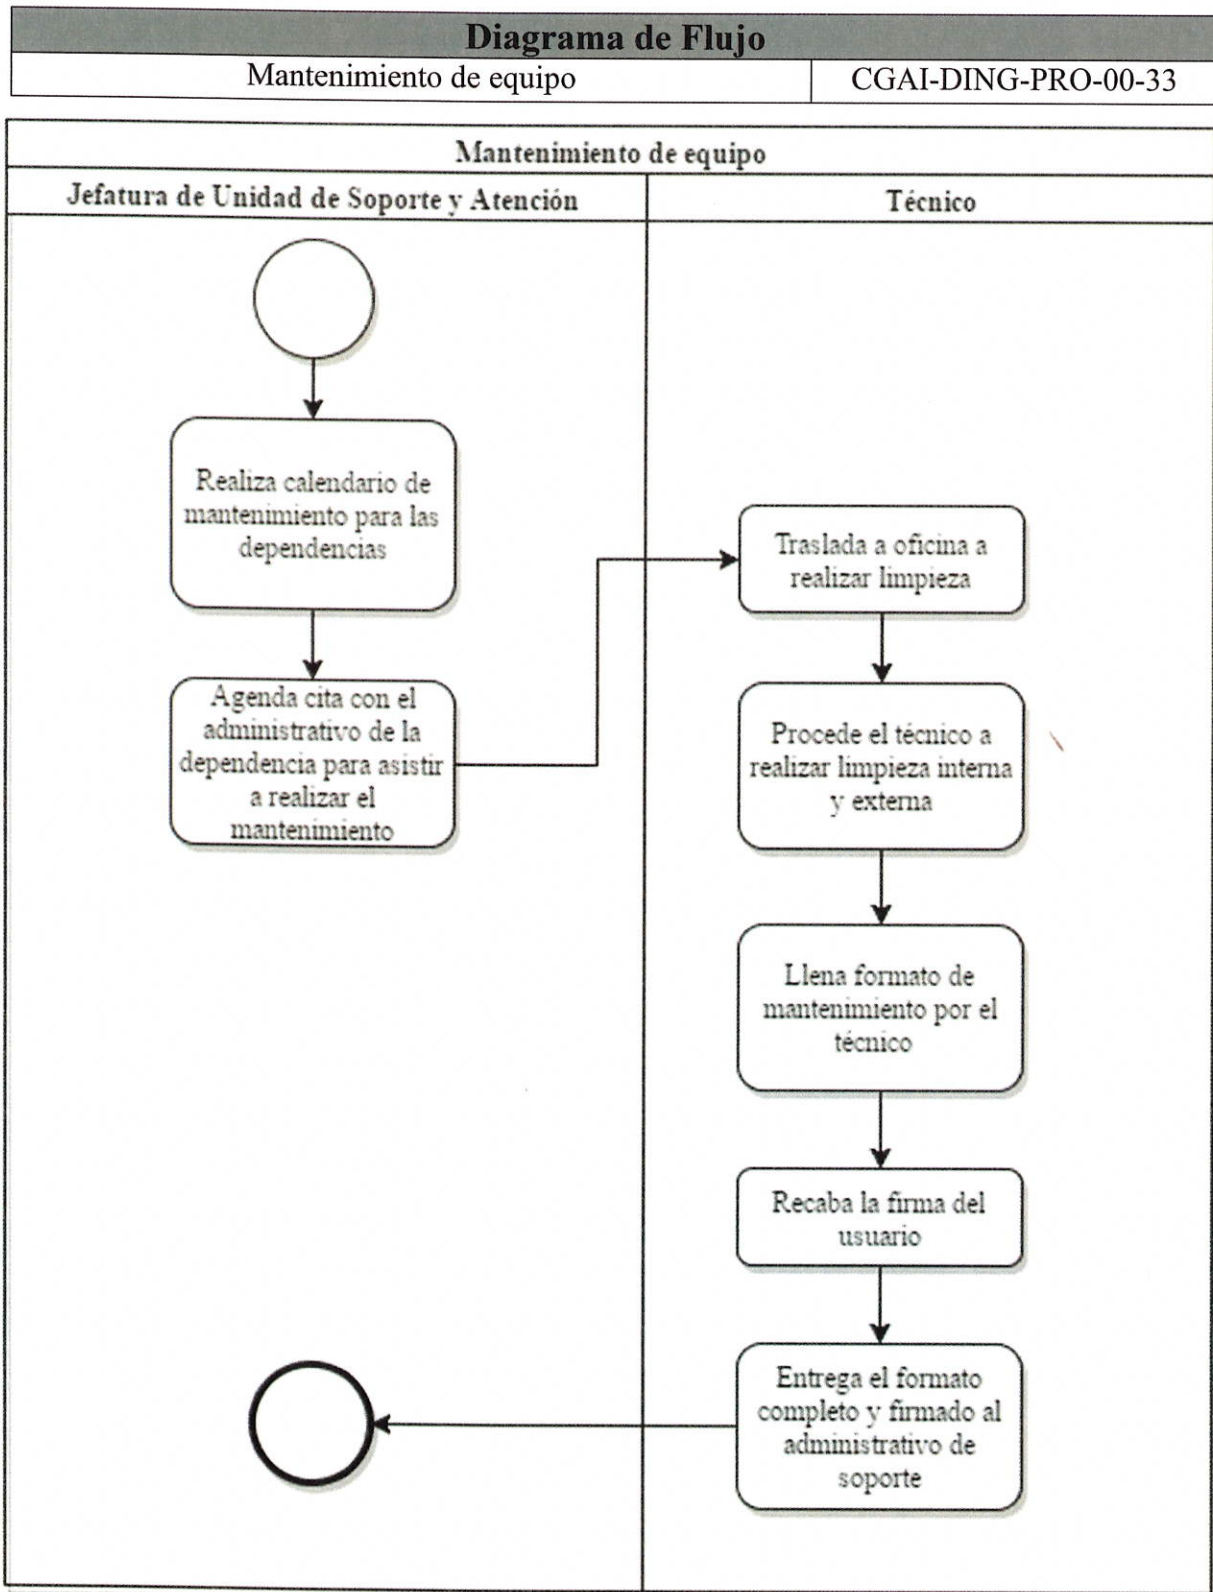 Diagrama de Flujo
Mantenimiento de equipo
CGAI-DING-PRO-00-33
Mantenimiento de equipo
Jefatura de Unidad de Soporte y Atención
Técnico
Realiza calendario de
mantenimiento para las
dependencias
Agenda cita con el
administrativo de la
dependencia para asistir
a realizar el
mantenimiento
Traslada a oficina a
realizar limpieza
Procede el técnico a
realizar limpieza interna
y externa
Llena formato de
mantenimiento por el
técnico
Recaba la firma del
usuario
Entrega el formato
completo y firmado al
administrativo de
soporte